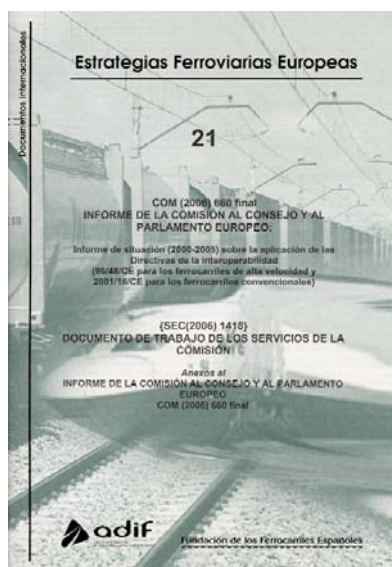 Documentos Internacionales
Estrategias Ferroviarias Europeas
21
COM (2006) 660 final
INFORME DE LA COMISIÓN AL CONSEJO Y AL
PARLAMENTO EUROPEO:
Informe de situación (2000-2005) sobre la aplicación de las
Directivas de la interoperabilidad
(96/48/CE para los ferrocarriles de alta velocidad y
2001/16/CE para los ferrocarriles convencionales)
{SEC(2006) 1418}
DOCUMENTO DE TRABAJO DE LOS SERVICIOS DE LA
COMISIÓN
Anexos al
INFORME DE LA COMISIÓN AL CONSEJO Y AL PARLAMENTO
EUROPEO
COM (2006) 660 final
adif
Fundación de los Ferrocarriles Españoles